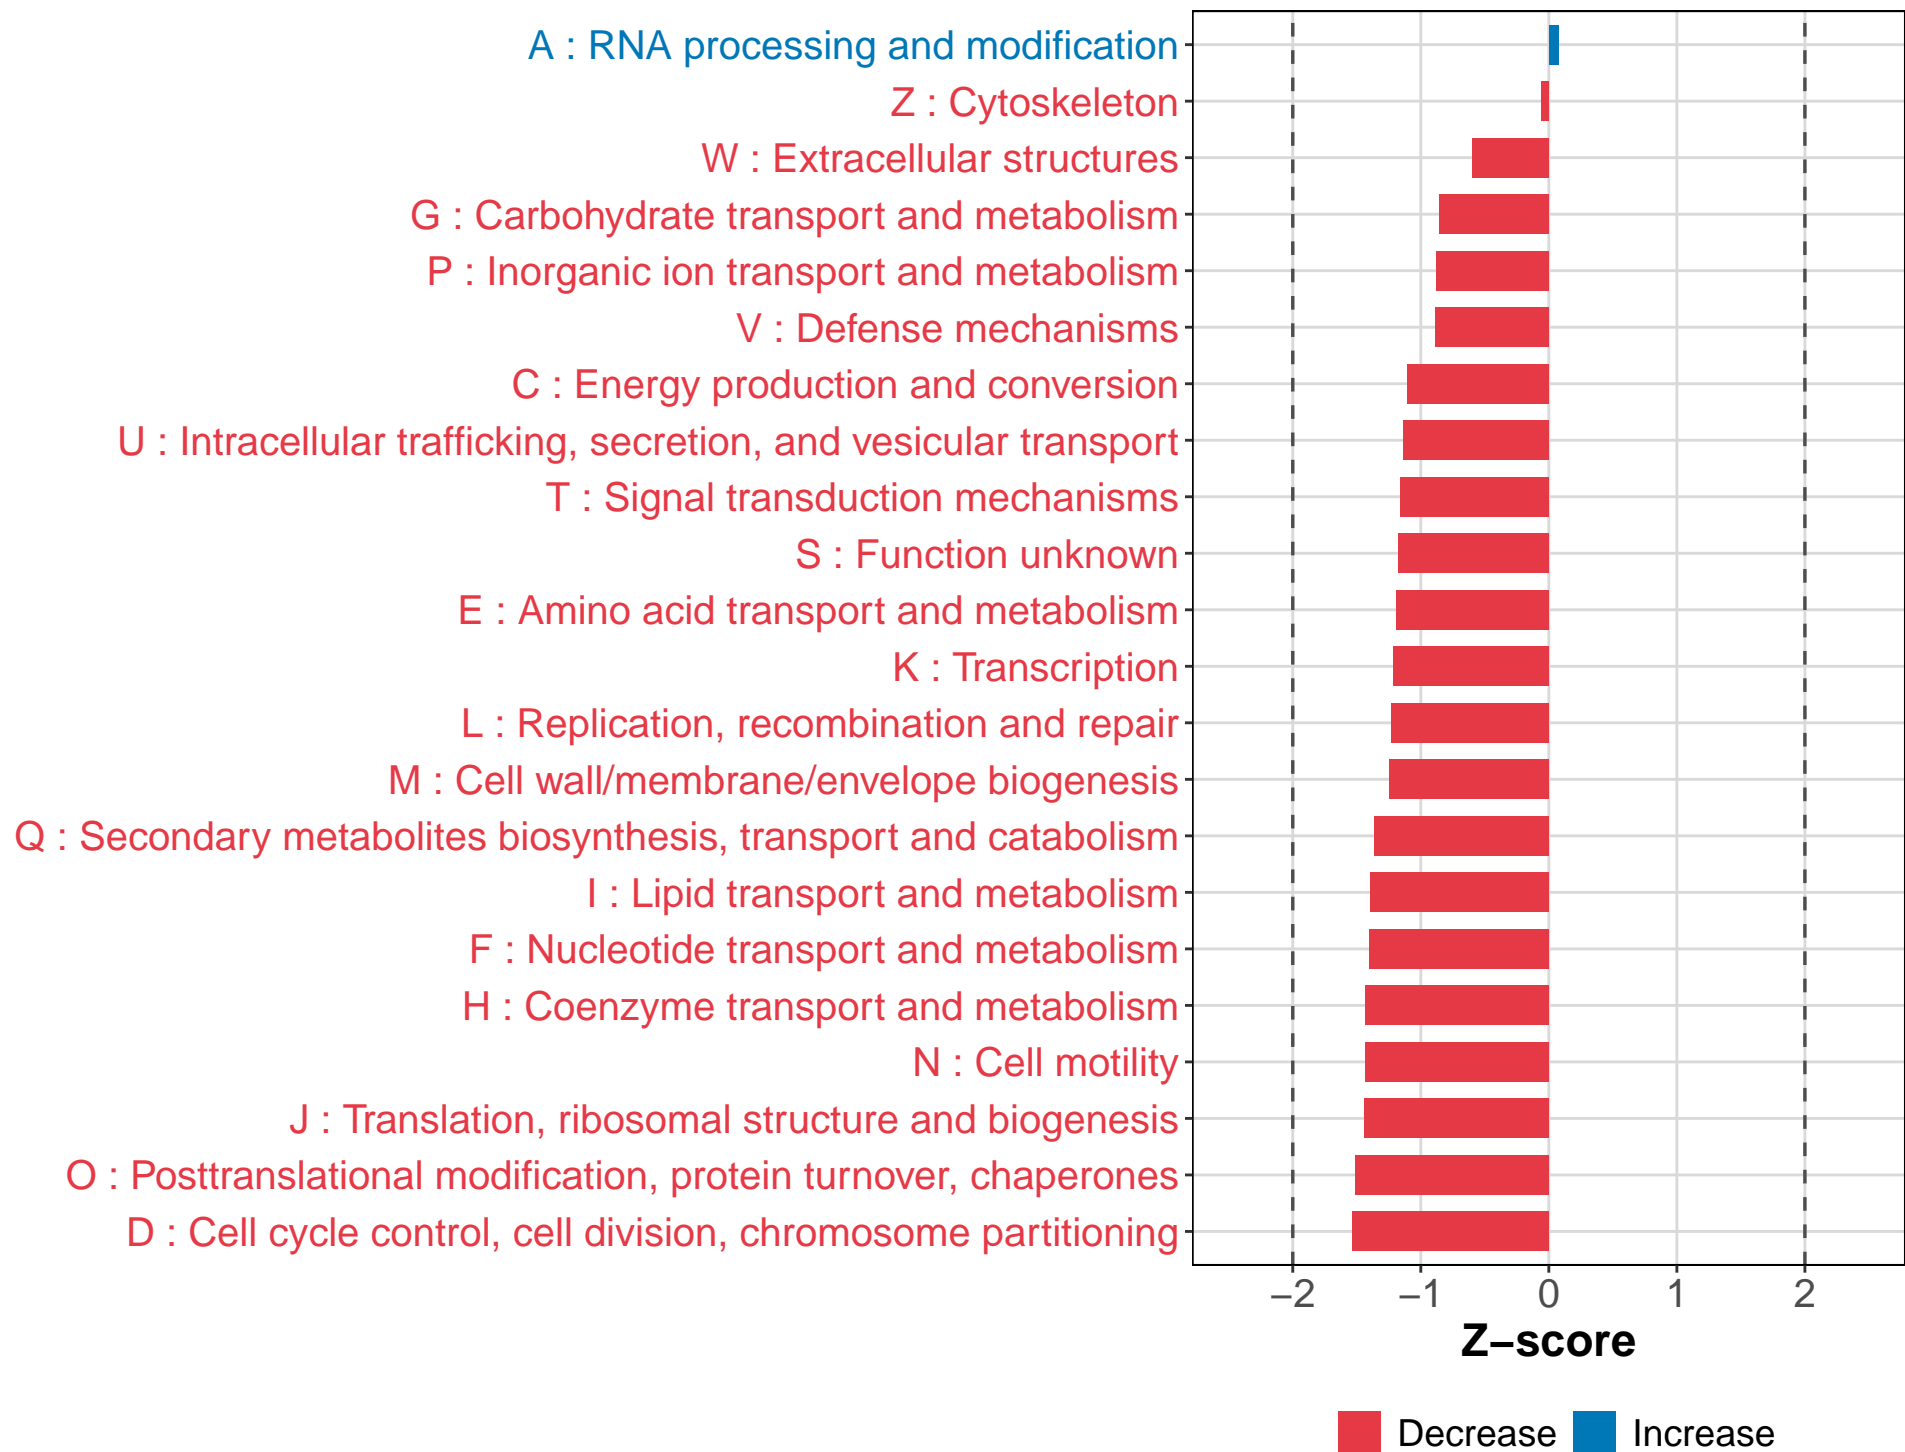 A : RNA processing and modification
Z : Cytoskeleton
W : Extracellular structures
G : Carbohydrate transport and metabolism
P : Inorganic ion transport and metabolism
V : Defense mechanisms
C : Energy production and conversion
U : Intracellular trafficking, secretion, and vesicular transport
T : Signal transduction mechanisms
S : Function unknown
E : Amino acid transport and metabolism
K : Transcription
L : Replication, recombination and repair
M : Cell wall/membrane/envelope biogenesis
Q : Secondary metabolites biosynthesis, transport and catabolism
I : Lipid transport and metabolism
F : Nucleotide transport and metabolism
H : Coenzyme transport and metabolism
N : Cell motility
J : Translation, ribosomal structure and biogenesis
O : Posttranslational modification, protein turnover, chaperones
D : Cell cycle control, cell division, chromosome partitioning
−2 −1 0 1 2
Z−score
Decrease Increase